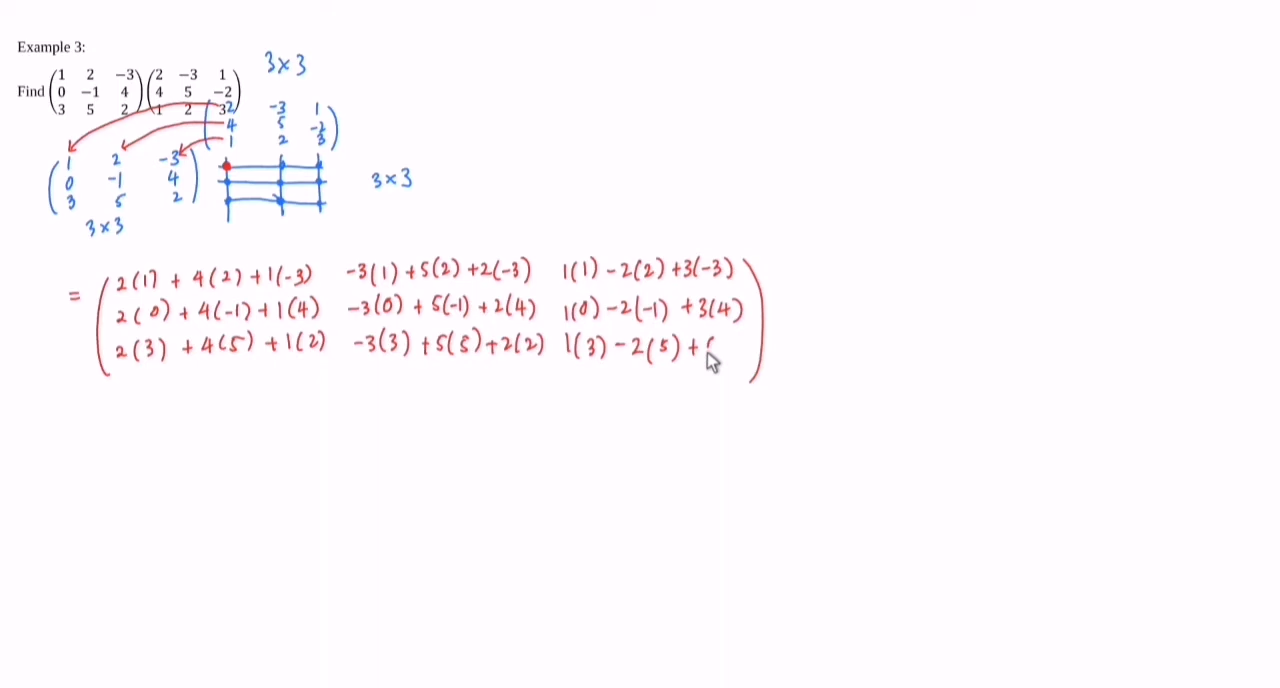 Example 3:
3×3
Find (1 2 −3) (2 −3 1)
(0 −1 4) (4 5 −2)
(3 5 2) (1 2 3)
(2 -3 1)
(4 5 -2)
(1 2 3)
(1 2 -3)
(0 -1 4)
(3 5 2)
3×3
3×3
= (2(1) + 4(2) + 1(-3) -3(1) + 5(2) + 2(-3) 1(1) - 2(2) + 3(-3))
2(0) + 4(-1) + 1(4) -3(0) + 5(-1) + 2(4) 1(0) - 2(-1) + 3(4)
2(3) + 4(5) + 1(2) -3(3) + 5(5) + 2(2) 1(3) - 2(5) +